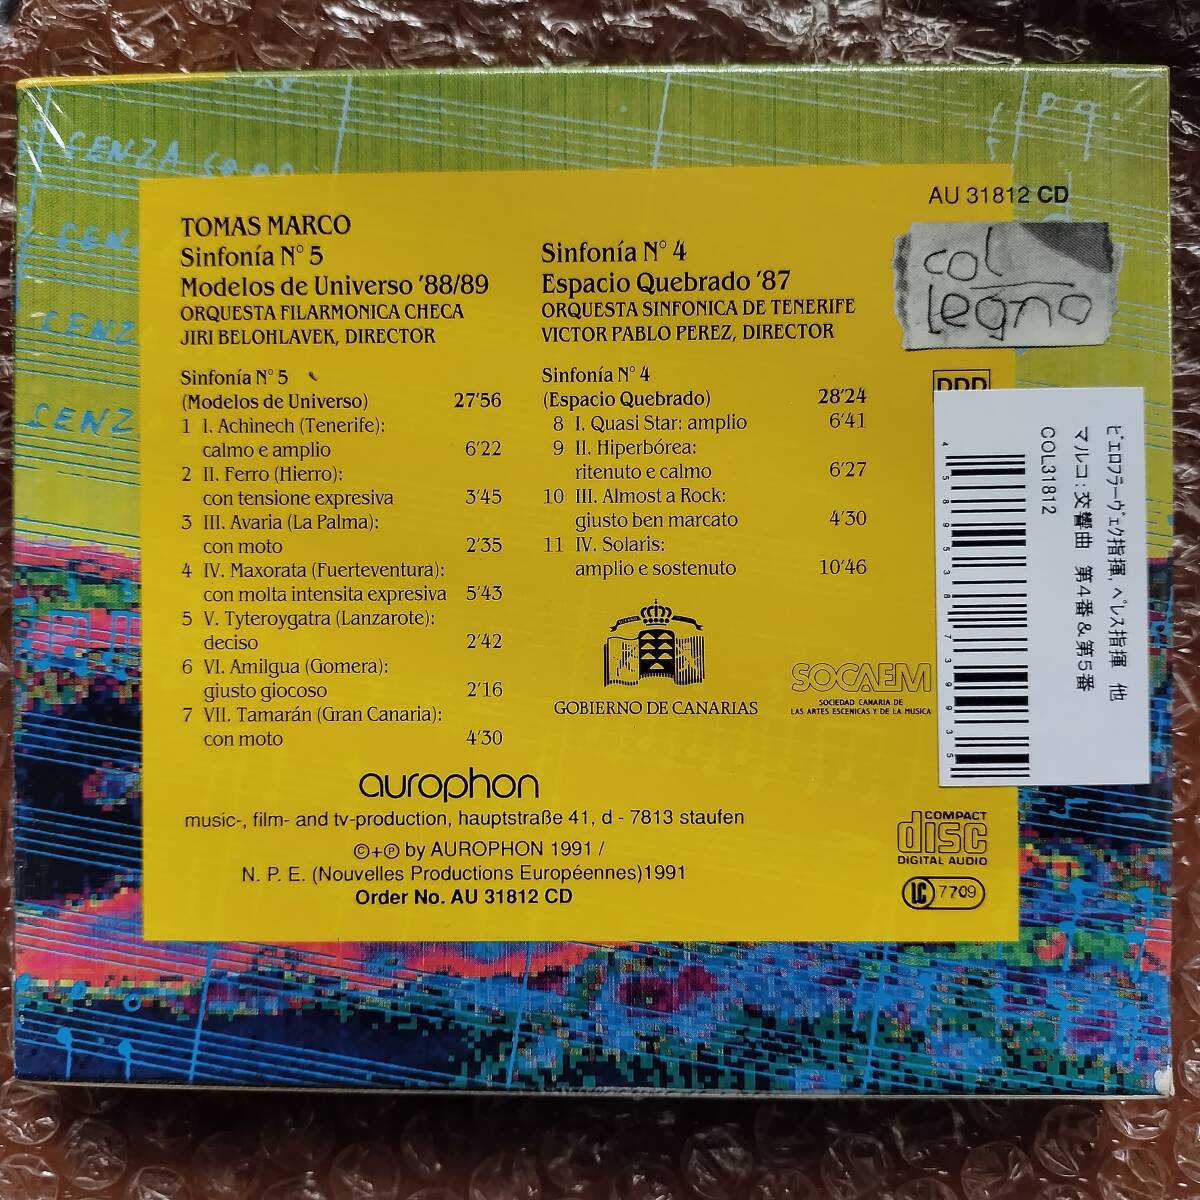 SENZA
AU 31812 CD
col
legno
TOMAS MARCO
Sinfonía N° 5
Modelos de Universo '88/89
ORQUESTA FILARMONICA CHECA
JIRI BELOHLAVEK, DIRECTOR
Sinfonía N° 4
Espacio Quebrado '87
ORQUESTA SINFONICA DE TENERIFE
VICTOR PABLO PEREZ, DIRECTOR
Sinfonía N° 5
(Modelos de Universo) 27'56
1 I. Achinech (Tenerife):
calmo e amplio 6'22
2 II. Ferro (Hierro):
con tensione expresiva 3'45
3 III. Avaria (La Palma):
con moto 2'35
4 IV. Maxorata (Fuerteventura):
con molta intensita expresiva 5'43
5 V. Tyteroygatra (Lanzarote):
deciso 2'42
6 VI. Amilgua (Gomera):
giusto giocoso 2'16
7 VII. Tamarán (Gran Canaria):
con moto 4'30
Sinfonía N° 4
(Espacio Quebrado) 28'24
8 I. Quasi Star: amplio 6'41
9 II. Hiperbórea:
ritenuto e calmo 6'27
10 III. Almost a Rock:
giusto ben marcato 4'30
11 IV. Solaris:
amplio e sostenuto 10'46
DDD
ピエロフラーヴェク指揮, ペレス指揮 他
マルコ:交響曲 第4番&第5番
COL31812
GOBIERNO DE CANARIAS
SOCAEM
SOCIEDAD CANARIA DE
LAS ARTES ESCENICAS Y DE LA MUSICA
aurophon
music-, film- and tv-production, hauptstraße 41, d - 7813 staufen
©+℗ by AUROPHON 1991 /
N. P. E. (Nouvelles Productions Européennes)1991
Order No. AU 31812 CD
COMPACT
disc
DIGITAL AUDIO
LC 7709